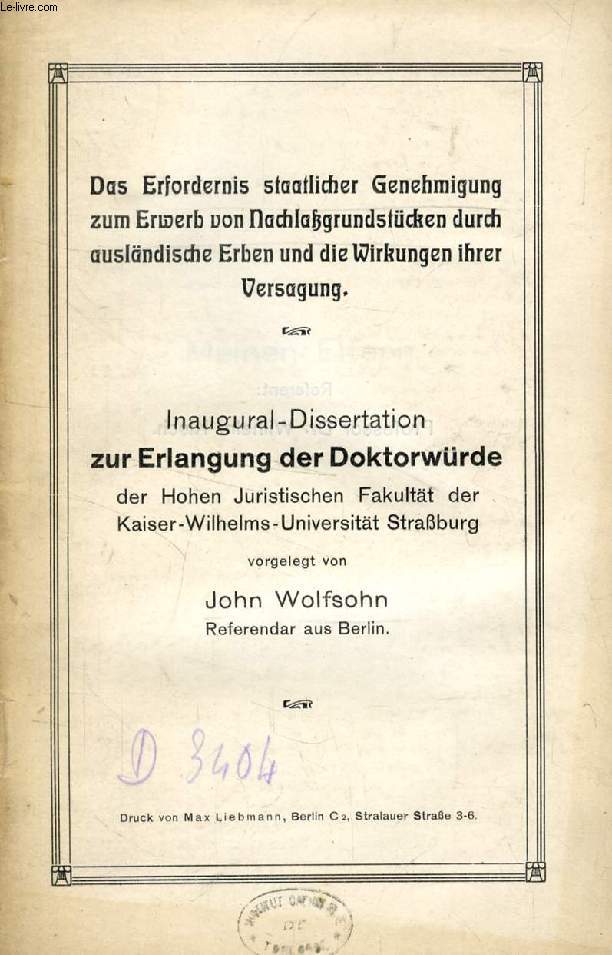 Le-livre.com
Das Erfordernis staatlicher Genehmigung
zum Erwerb von Nachlaßgrundstücken durch
ausländische Erben und die Wirkungen ihrer
Versagung.
Inaugural-Dissertation
zur Erlangung der Doktorwürde
der Hohen Juristischen Fakultät der
Kaiser-Wilhelms-Universität Straßburg
vorgelegt von
John Wolfsohn
Referendar aus Berlin.
D 3404
Druck von Max Liebmann, Berlin C2, Stralauer Straße 3-6.
DE